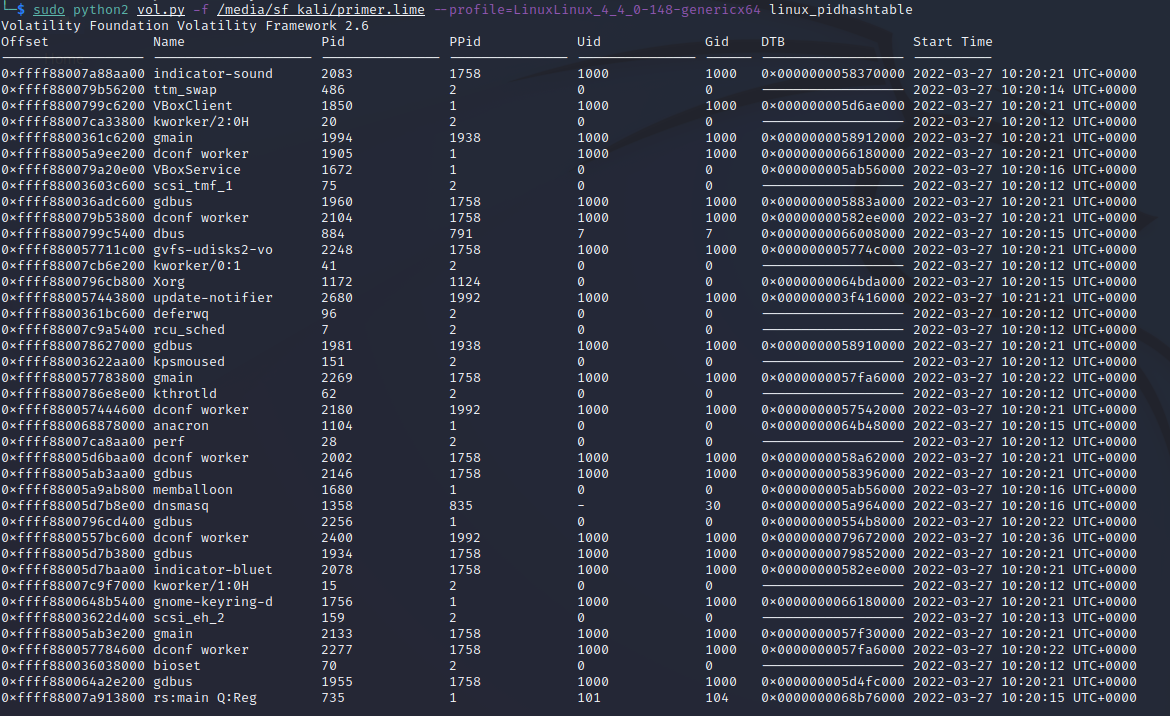 └─$ sudo python2 vol.py -f /media/sf_kali/primer.lime --profile=LinuxLinux_4_4_0-148-genericx64 linux_pidhashtable
Volatility Foundation Volatility Framework 2.6
Offset Name Pid PPid Uid Gid DTB Start Time
0×ffff88007a88aa00 indicator-sound 2083 1758 1000 1000 0×0000000058370000 2022-03-27 10:20:21 UTC+0000
0×ffff880079b56200 ttm_swap 486 2 0 0 —————————————————— 2022-03-27 10:20:14 UTC+0000
0×ffff8800799c6200 VBoxClient 1850 1 1000 1000 0×000000005d6ae000 2022-03-27 10:20:21 UTC+0000
0×ffff88007ca33800 kworker/2:0H 20 2 0 0 —————————————————— 2022-03-27 10:20:12 UTC+0000
0×ffff8800361c6200 gmain 1994 1938 1000 1000 0×0000000058912000 2022-03-27 10:20:21 UTC+0000
0×ffff88005a9ee200 dconf worker 1905 1 1000 1000 0×0000000066180000 2022-03-27 10:20:21 UTC+0000
0×ffff880079a20e00 VBoxService 1672 1 0 0 0×000000005ab56000 2022-03-27 10:20:16 UTC+0000
0×ffff88003603c600 scsi_tmf_1 75 2 0 0 —————————————————— 2022-03-27 10:20:12 UTC+0000
0×ffff880036adc600 gdbus 1960 1758 1000 1000 0×000000005883a000 2022-03-27 10:20:21 UTC+0000
0×ffff880079b53800 dconf worker 2104 1758 1000 1000 0×00000000582ee000 2022-03-27 10:20:21 UTC+0000
0×ffff8800799c5400 dbus 884 791 7 7 0×0000000066008000 2022-03-27 10:20:15 UTC+0000
0×ffff880057711c00 gvfs-udisks2-vo 2248 1758 1000 1000 0×000000005774c000 2022-03-27 10:20:21 UTC+0000
0×ffff88007cb6e200 kworker/0:1 41 2 0 0 —————————————————— 2022-03-27 10:20:12 UTC+0000
0×ffff8800796cb800 Xorg 1172 1124 0 0 0×0000000064bda000 2022-03-27 10:20:15 UTC+0000
0×ffff880057443800 update-notifier 2680 1992 1000 1000 0×000000003f416000 2022-03-27 10:21:21 UTC+0000
0×ffff8800361bc600 deferwq 96 2 0 0 —————————————————— 2022-03-27 10:20:12 UTC+0000
0×ffff88007c9a5400 rcu_sched 7 2 0 0 —————————————————— 2022-03-27 10:20:12 UTC+0000
0×ffff880078627000 gdbus 1981 1938 1000 1000 0×0000000058910000 2022-03-27 10:20:21 UTC+0000
0×ffff88003622aa00 kpsmoused 151 2 0 0 —————————————————— 2022-03-27 10:20:12 UTC+0000
0×ffff880057783800 gmain 2269 1758 1000 1000 0×0000000057fa6000 2022-03-27 10:20:22 UTC+0000
0×ffff8800786e8e00 kthrotld 62 2 0 0 —————————————————— 2022-03-27 10:20:12 UTC+0000
0×ffff880057444600 dconf worker 2180 1992 1000 1000 0×0000000057542000 2022-03-27 10:20:21 UTC+0000
0×ffff880068878000 anacron 1104 1 0 0 0×0000000064b48000 2022-03-27 10:20:15 UTC+0000
0×ffff88007ca8aa00 perf 28 2 0 0 —————————————————— 2022-03-27 10:20:12 UTC+0000
0×ffff88005d6baa00 dconf worker 2002 1758 1000 1000 0×0000000058a62000 2022-03-27 10:20:21 UTC+0000
0×ffff88005ab3aa00 gdbus 2146 1758 1000 1000 0×0000000058396000 2022-03-27 10:20:21 UTC+0000
0×ffff88005a9ab800 memballoon 1680 1 0 0 0×000000005ab56000 2022-03-27 10:20:16 UTC+0000
0×ffff88005d7b8e00 dnsmasq 1358 835 - 30 0×000000005a964000 2022-03-27 10:20:16 UTC+0000
0×ffff8800796cd400 gdbus 2256 1 0 0 0×00000000554b8000 2022-03-27 10:20:22 UTC+0000
0×ffff8800557bc600 dconf worker 2400 1992 1000 1000 0×0000000079672000 2022-03-27 10:20:36 UTC+0000
0×ffff88005d7b3800 gdbus 1934 1758 1000 1000 0×0000000079852000 2022-03-27 10:20:21 UTC+0000
0×ffff88005d7baa00 indicator-bluet 2078 1758 1000 1000 0×00000000582ee000 2022-03-27 10:20:21 UTC+0000
0×ffff88007c9f7000 kworker/1:0H 15 2 0 0 —————————————————— 2022-03-27 10:20:12 UTC+0000
0×ffff8800648b5400 gnome-keyring-d 1756 1 1000 1000 0×0000000066180000 2022-03-27 10:20:21 UTC+0000
0×ffff88003622d400 scsi_eh_2 159 2 0 0 —————————————————— 2022-03-27 10:20:13 UTC+0000
0×ffff88005ab3e200 gmain 2133 1758 1000 1000 0×0000000057f30000 2022-03-27 10:20:21 UTC+0000
0×ffff880057784600 dconf worker 2277 1758 1000 1000 0×0000000057fa6000 2022-03-27 10:20:22 UTC+0000
0×ffff880036038000 bioset 70 2 0 0 —————————————————— 2022-03-27 10:20:12 UTC+0000
0×ffff880064a2e200 gdbus 1955 1758 1000 1000 0×000000005d4fc000 2022-03-27 10:20:21 UTC+0000
0×ffff88007a913800 rs:main Q:Reg 735 1 101 104 0×0000000068b76000 2022-03-27 10:20:15 UTC+0000